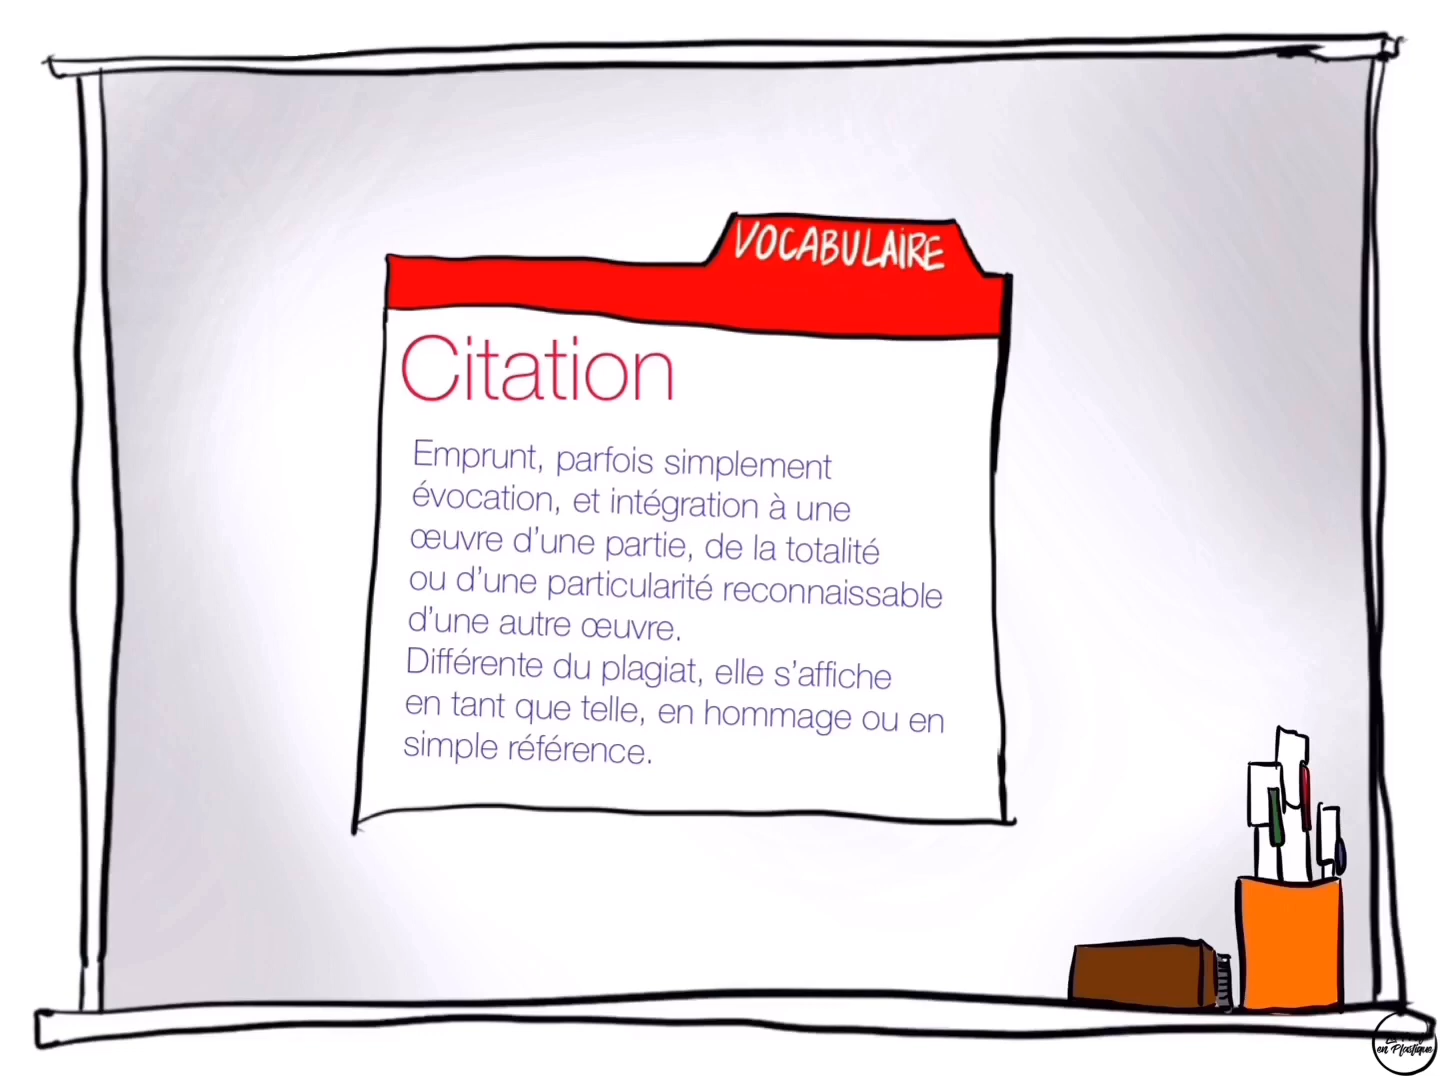 VOCABULAIRE
Citation
Emprunt, parfois simplement
évocation, et intégration à une
œuvre d'une partie, de la totalité
ou d'une particularité reconnaissable
d'une autre œuvre.
Différente du plagiat, elle s'affiche
en tant que telle, en hommage ou en
simple référence.
en Plastique